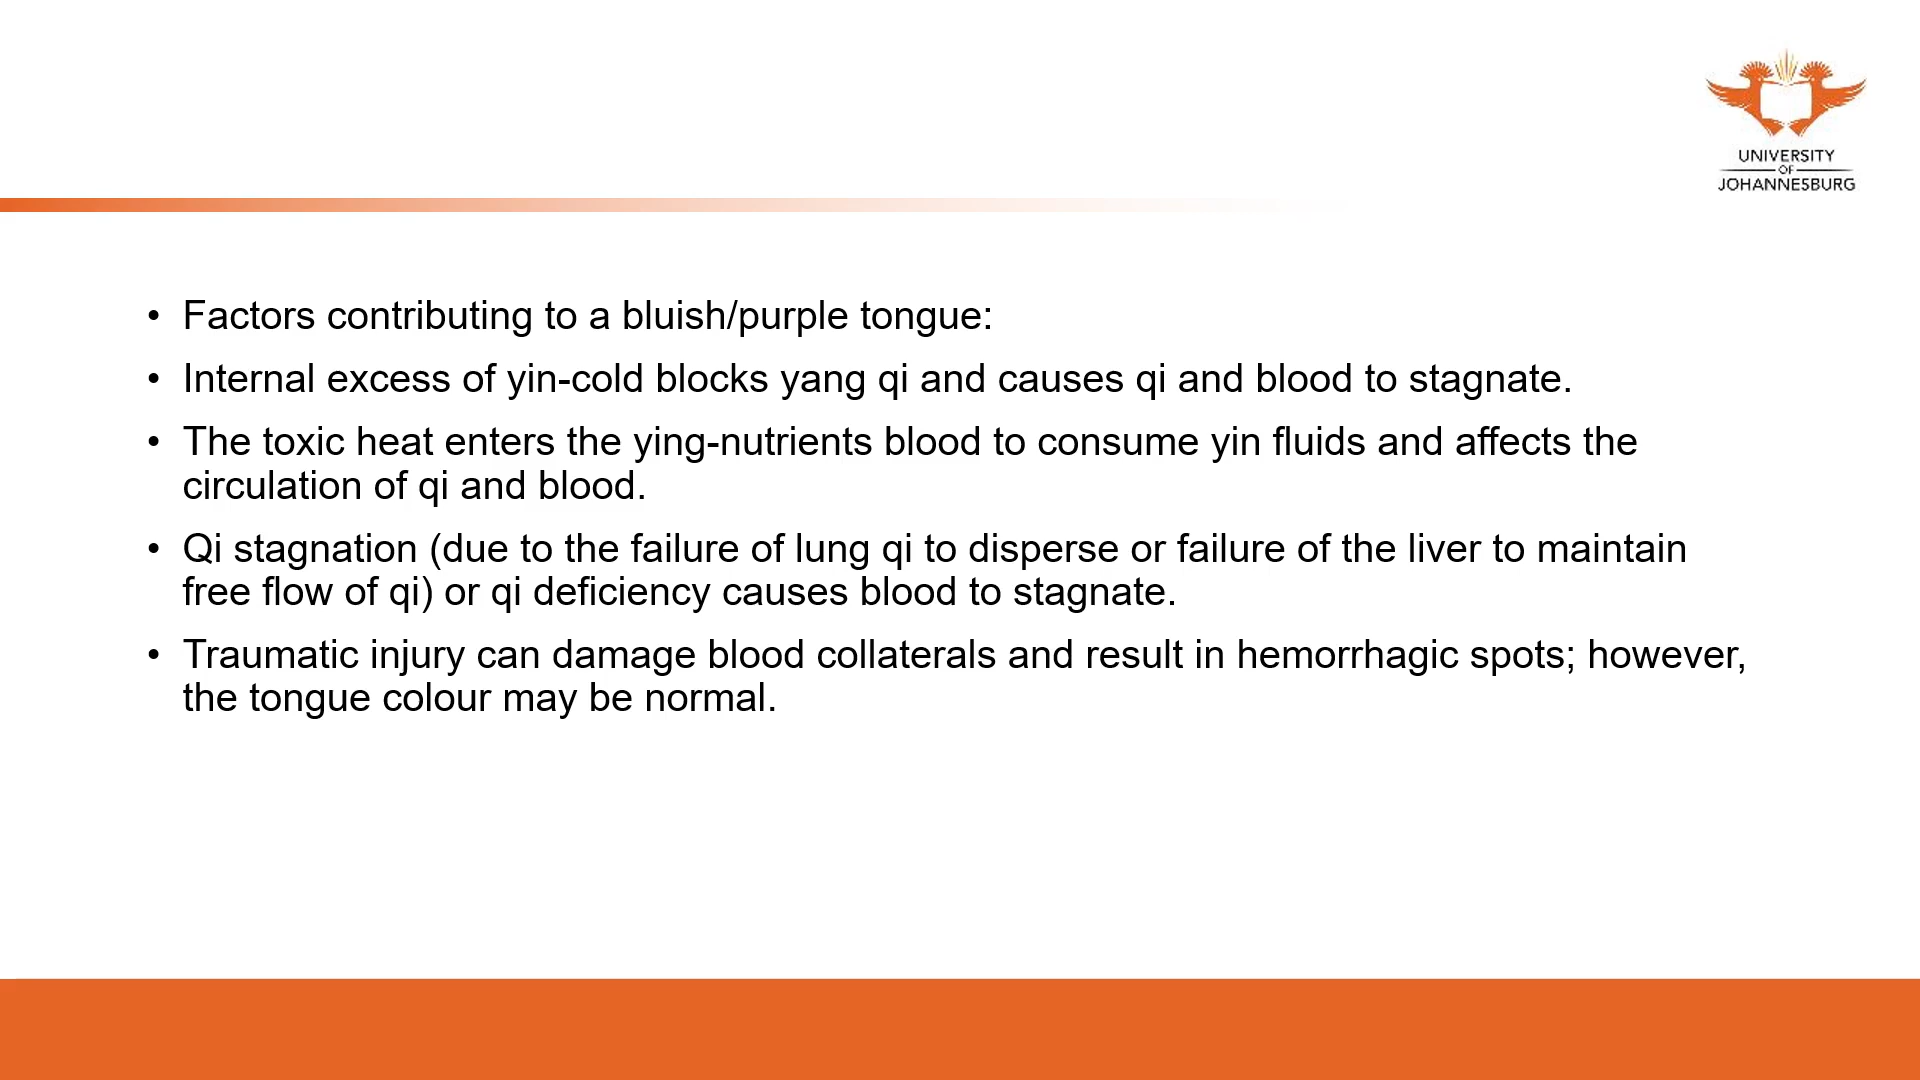 UNIVERSITY
OF
JOHANNESBURG
• Factors contributing to a bluish/purple tongue:
• Internal excess of yin-cold blocks yang qi and causes qi and blood to stagnate.
• The toxic heat enters the ying-nutrients blood to consume yin fluids and affects the
circulation of qi and blood.
• Qi stagnation (due to the failure of lung qi to disperse or failure of the liver to maintain
free flow of qi) or qi deficiency causes blood to stagnate.
• Traumatic injury can damage blood collaterals and result in hemorrhagic spots; however,
the tongue colour may be normal.